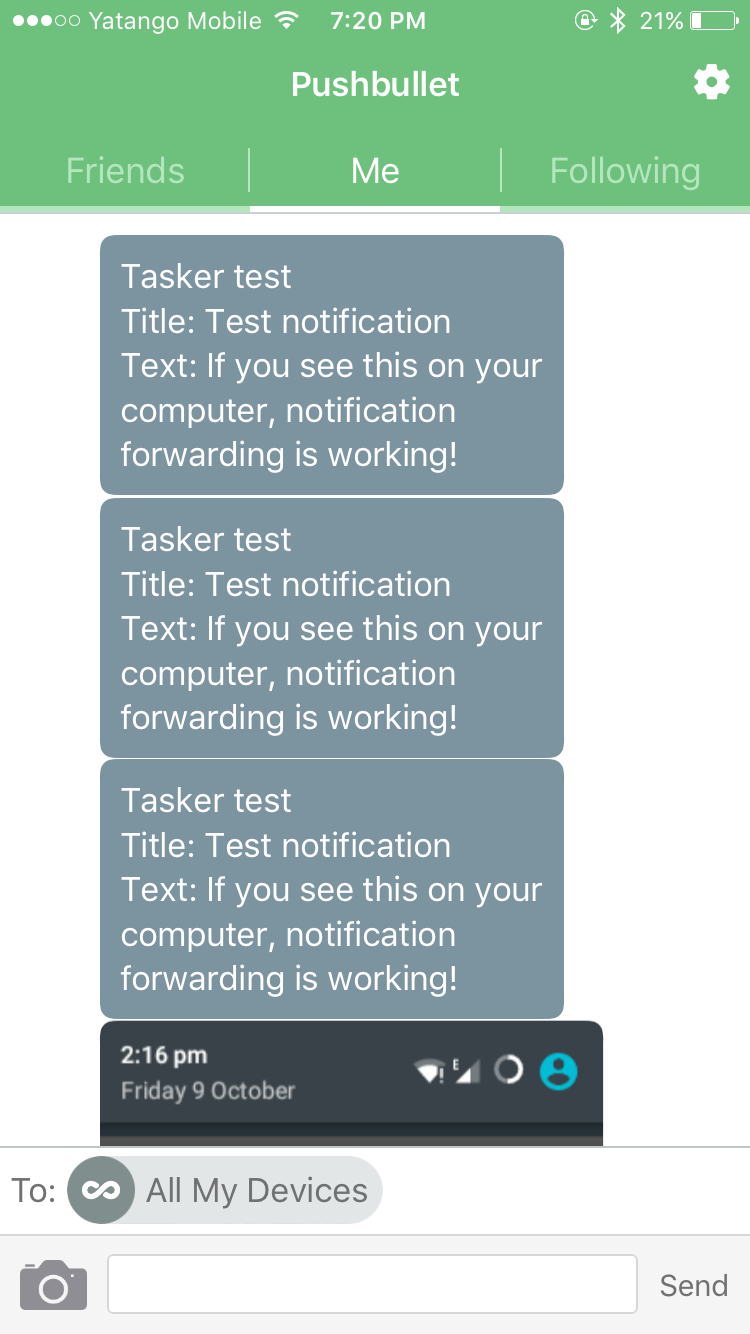 Yatango Mobile 7:20 PM 21%
Pushbullet
Friends Me Following
Tasker test
Title: Test notification
Text: If you see this on your
computer, notification
forwarding is working!
Tasker test
Title: Test notification
Text: If you see this on your
computer, notification
forwarding is working!
Tasker test
Title: Test notification
Text: If you see this on your
computer, notification
forwarding is working!
2:16 pm E
Friday 9 October
To: All My Devices
Send